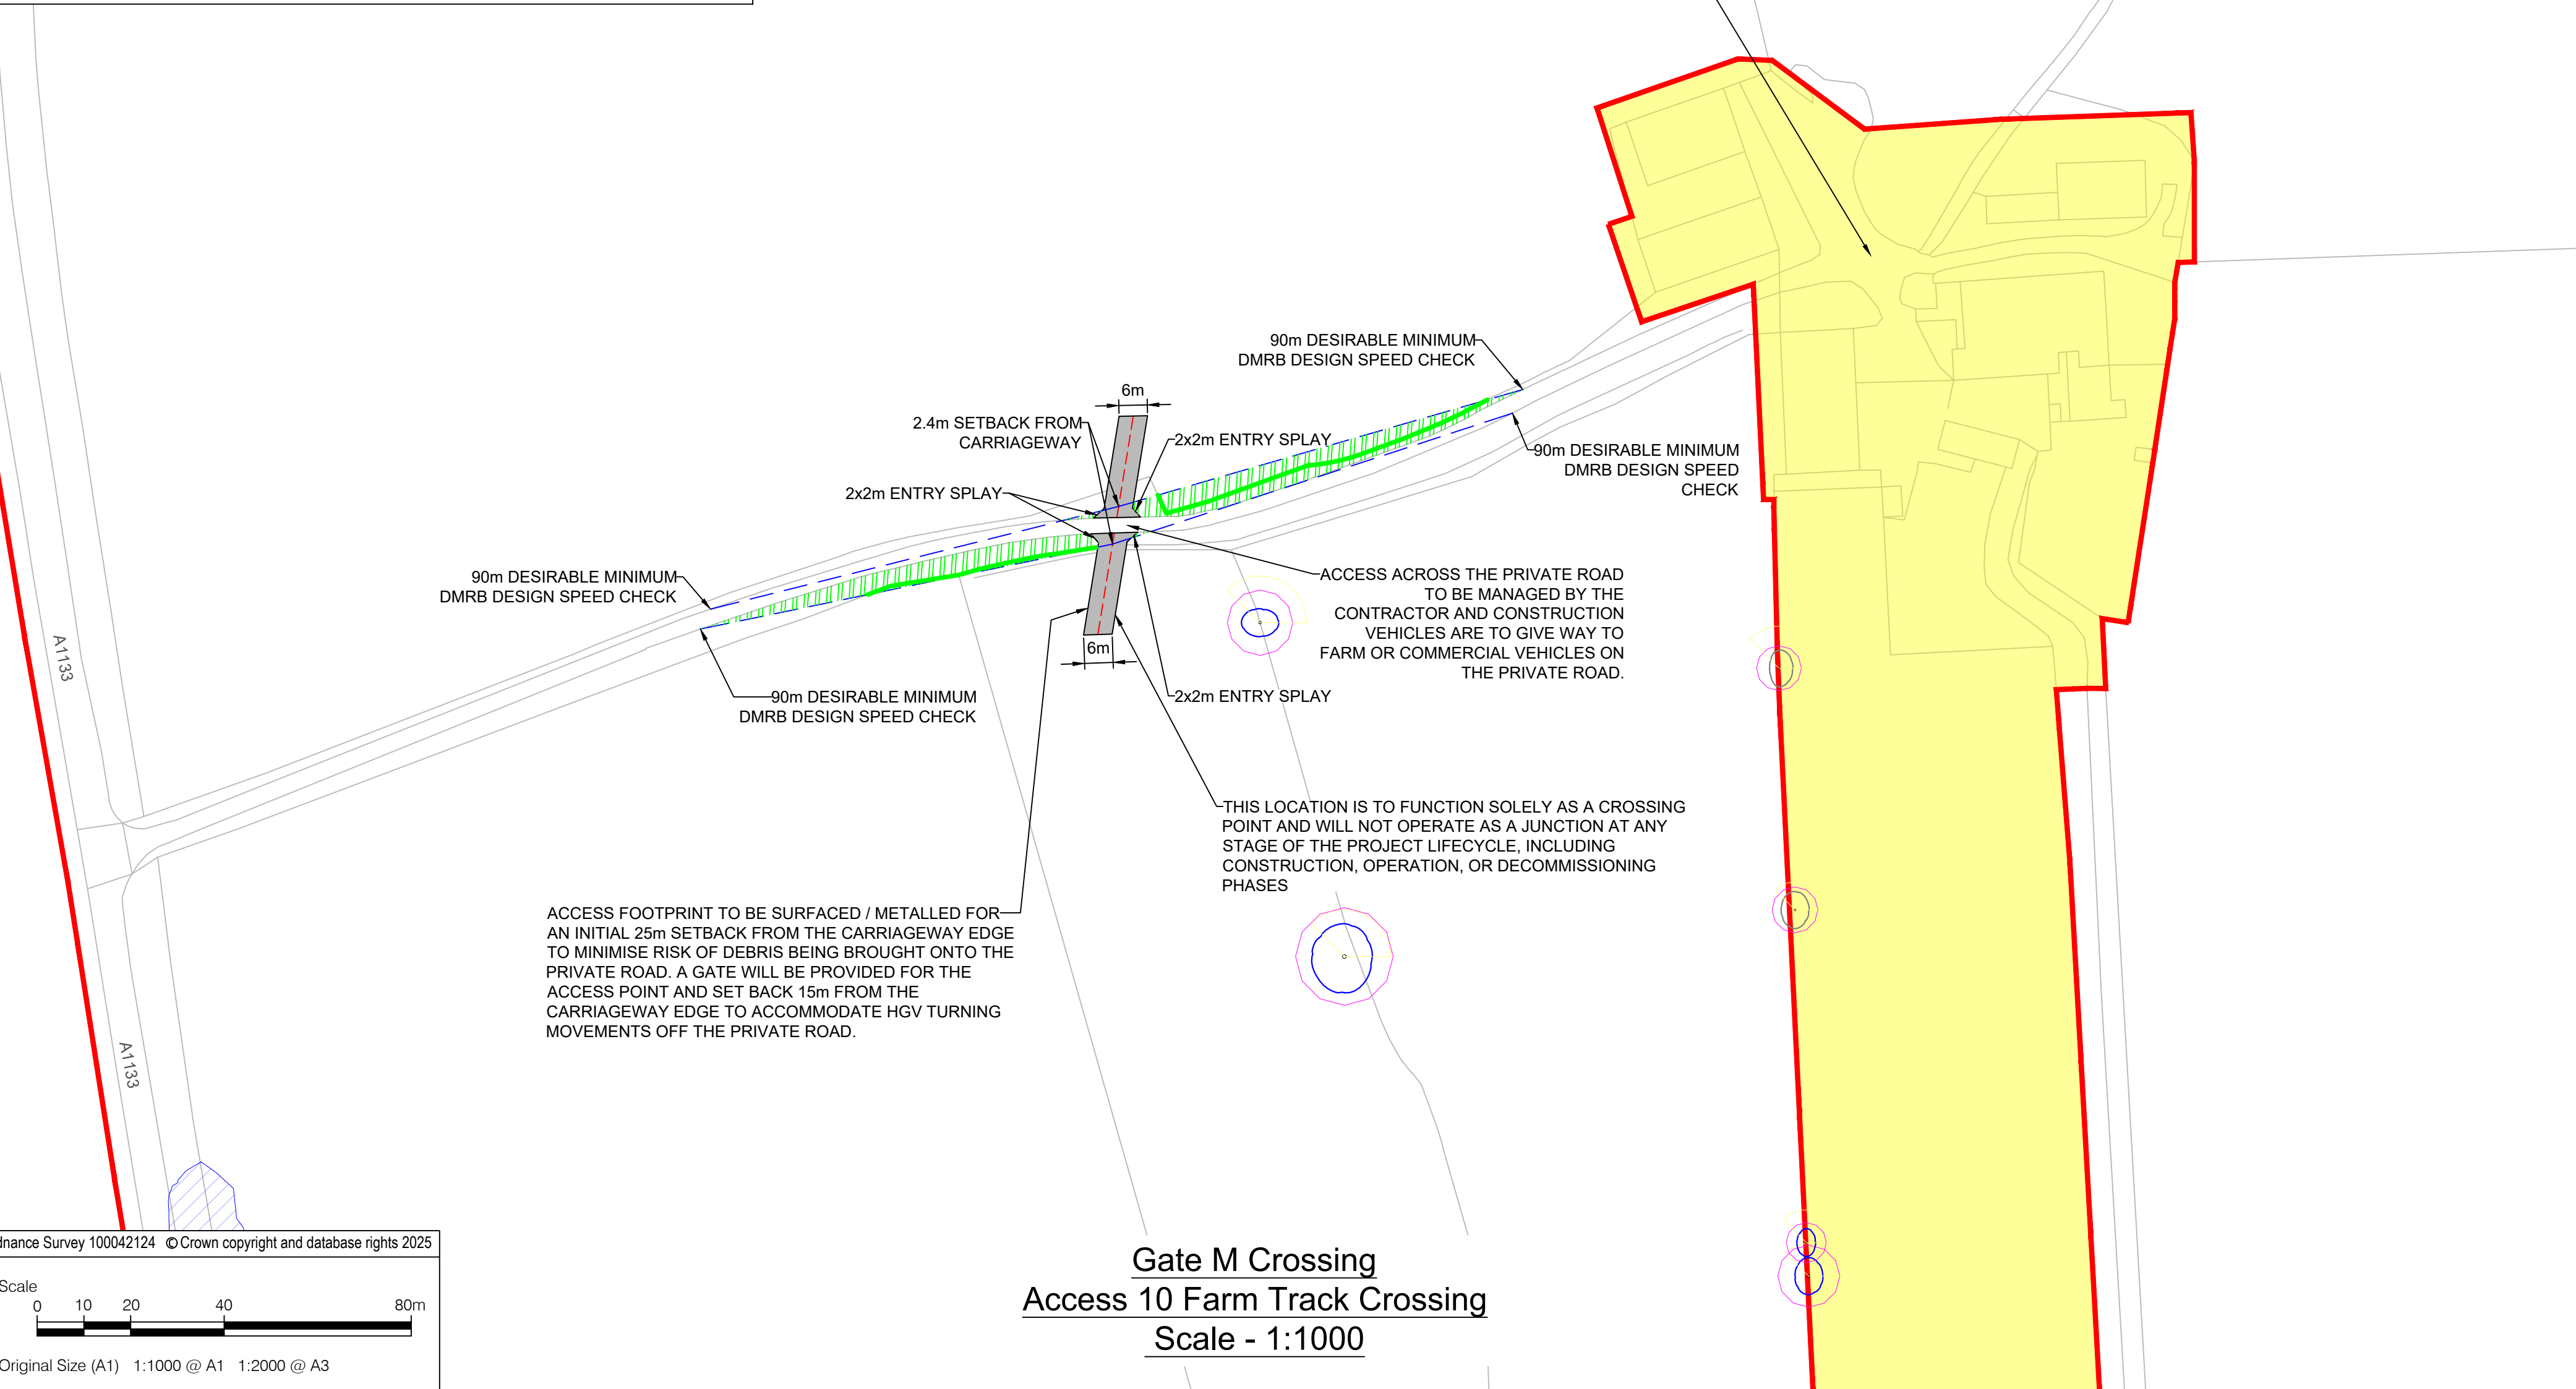 90m DESIRABLE MINIMUM
DMRB DESIGN SPEED CHECK
6m
2.4m SETBACK FROM
CARRIAGEWAY
2x2m ENTRY SPLAY
90m DESIRABLE MINIMUM
DMRB DESIGN SPEED
CHECK
2x2m ENTRY SPLAY
90m DESIRABLE MINIMUM
DMRB DESIGN SPEED CHECK
ACCESS ACROSS THE PRIVATE ROAD
TO BE MANAGED BY THE
CONTRACTOR AND CONSTRUCTION
VEHICLES ARE TO GIVE WAY TO
FARM OR COMMERCIAL VEHICLES ON
THE PRIVATE ROAD.
A1133
6m
90m DESIRABLE MINIMUM
DMRB DESIGN SPEED CHECK
2x2m ENTRY SPLAY
THIS LOCATION IS TO FUNCTION SOLELY AS A CROSSING
POINT AND WILL NOT OPERATE AS A JUNCTION AT ANY
STAGE OF THE PROJECT LIFECYCLE, INCLUDING
CONSTRUCTION, OPERATION, OR DECOMMISSIONING
PHASES
ACCESS FOOTPRINT TO BE SURFACED / METALLED FOR
AN INITIAL 25m SETBACK FROM THE CARRIAGEWAY EDGE
TO MINIMISE RISK OF DEBRIS BEING BROUGHT ONTO THE
PRIVATE ROAD. A GATE WILL BE PROVIDED FOR THE
ACCESS POINT AND SET BACK 15m FROM THE
CARRIAGEWAY EDGE TO ACCOMMODATE HGV TURNING
MOVEMENTS OFF THE PRIVATE ROAD.
A1133
Survey 100042124 © Crown copyright and database rights 2025
Scale
0 10 20 40 80m
Original Size (A1) 1:1000 @ A1 1:2000 @ A3
Gate M Crossing
Access 10 Farm Track Crossing
Scale - 1:1000